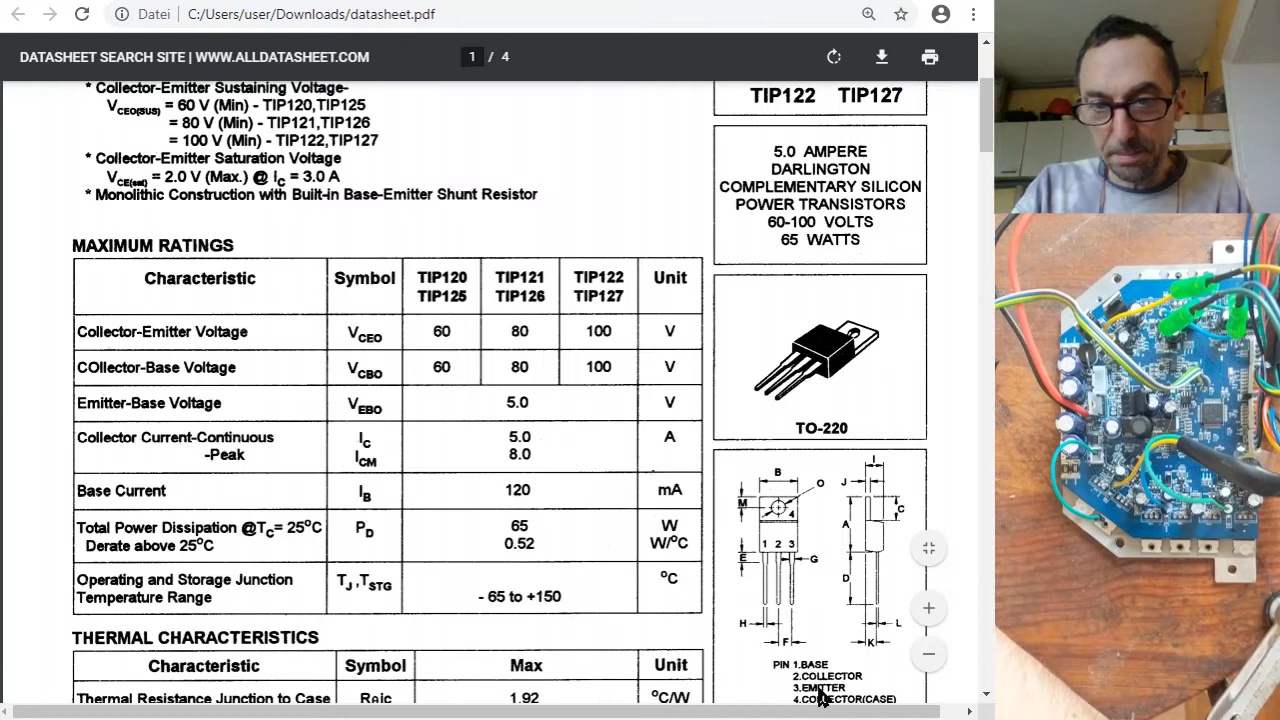 Datei
C:/Users/user/Downloads/datasheet.pdf
DATASHEET SEARCH SITE | WWW.ALLDATASHEET.COM
1 / 4
* Collector-Emitter Sustaining Voltage-
VCEO(SUS) = 60 V (Min) - TIP120,TIP125
= 80 V (Min) - TIP121,TIP126
= 100 V (Min) - TIP122,TIP127
* Collector-Emitter Saturation Voltage
VCE(sat) = 2.0 V (Max.) @ IC = 3.0 A
* Monolithic Construction with Built-in Base-Emitter Shunt Resistor
MAXIMUM RATINGS
Characteristic Symbol TIP120 TIP121 TIP122 Unit
TIP125 TIP126 TIP127
Collector-Emitter Voltage VCEO 60 80 100 V
COllector-Base Voltage VCBO 60 80 100 V
Emitter-Base Voltage VEBO 5.0 V
Collector Current-Continuous IC 5.0 A
-Peak ICM 8.0
Base Current IB 120 mA
Total Power Dissipation @TC= 25°C PD 65 W
Derate above 25°C 0.52 W/°C
Operating and Storage Junction TJ ,TSTG °C
Temperature Range - 65 to +150
THERMAL CHARACTERISTICS
Characteristic Symbol Max Unit
Thermal Resistance Junction to Case Rθjc 1.92 °C/W
TIP122 TIP127
5.0 AMPERE
DARLINGTON
COMPLEMENTARY SILICON
POWER TRANSISTORS
60-100 VOLTS
65 WATTS
TO-220
B I
O J
M C
4 A
1 2 3
E G
D
H L
F K
PIN 1.BASE
2.COLLECTOR
3.EMITTER
4.COLLECTOR(CASE)